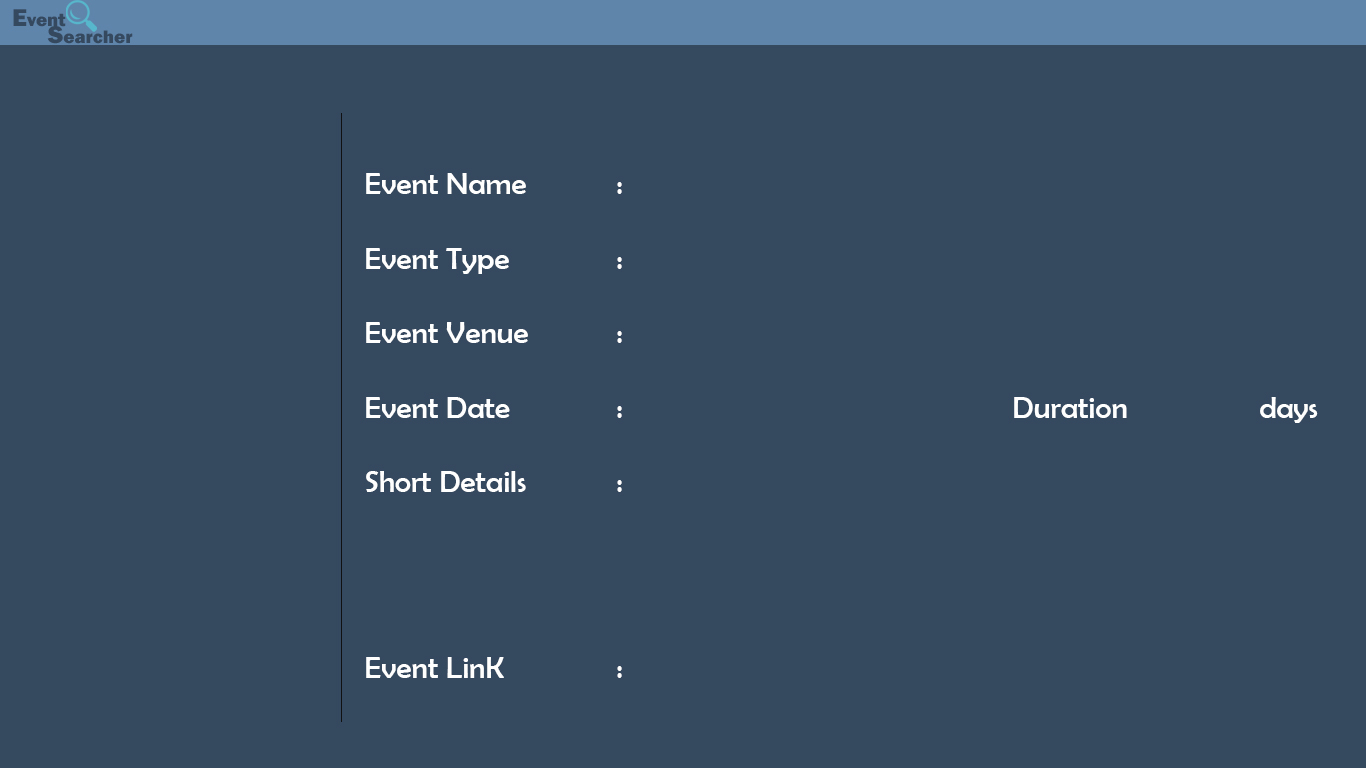 Event
Searcher
Event Name :
Event Type :
Event Venue :
Event Date : Duration days
Short Details :
Event LinK :